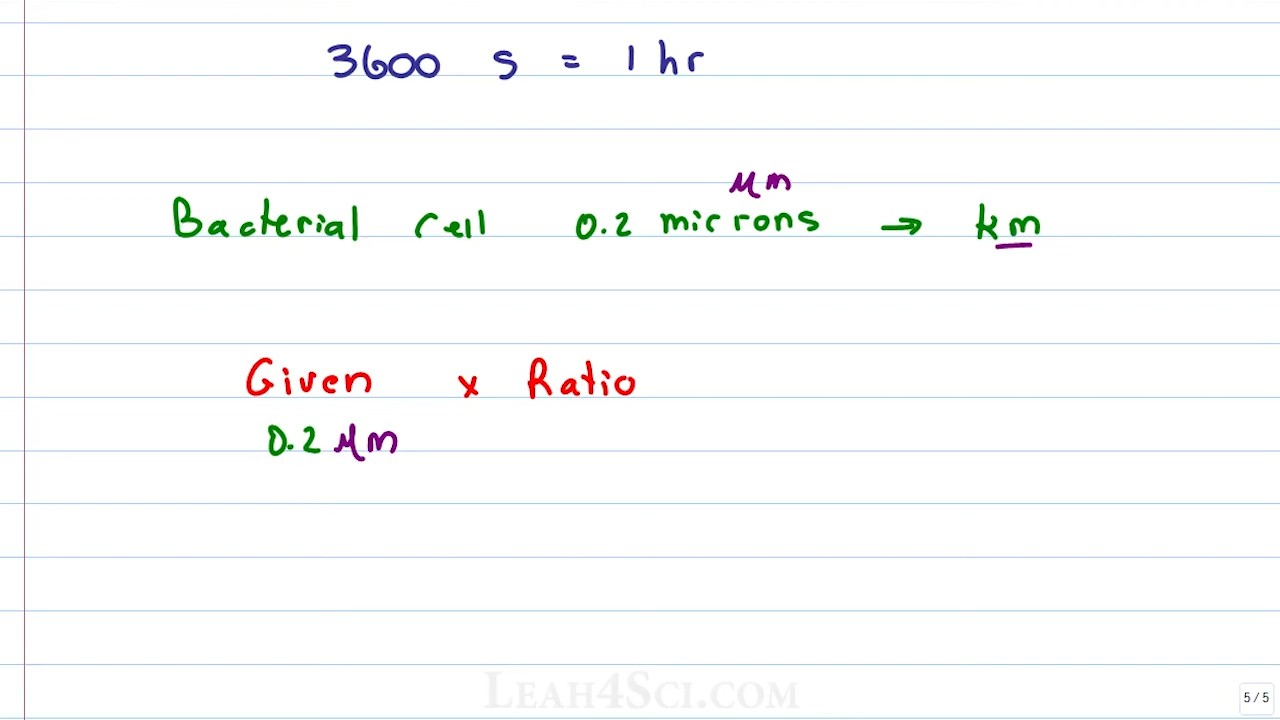 3600 s = 1 hr
μm
Bacterial cell 0.2 microns → km
Given x Ratio
0.2 μm
LEAH4SCI.COM
5 / 5